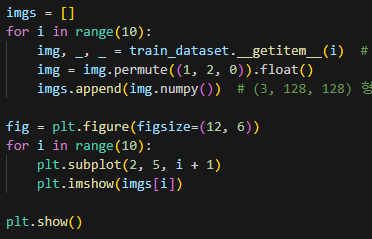 imgs = []
for i in range(10):
    img, _, _ = train_dataset.__getitem__(i)  #
    img = img.permute((1, 2, 0)).float()
    imgs.append(img.numpy())  # (3, 128, 128) 형

fig = plt.figure(figsize=(12, 6))
for i in range(10):
    plt.subplot(2, 5, i + 1)
    plt.imshow(imgs[i])

plt.show()